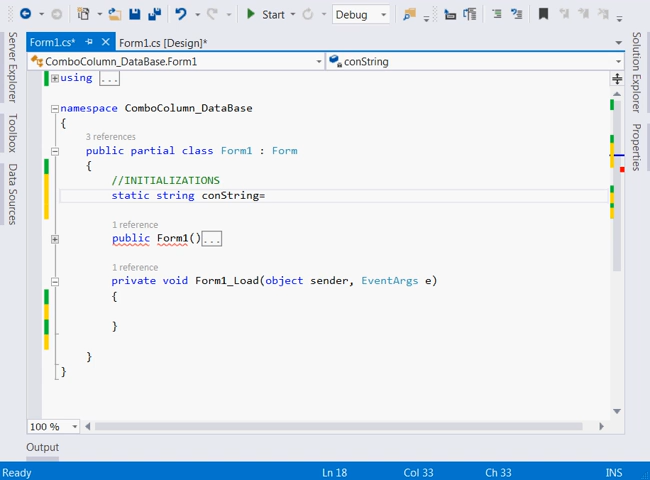 Start
Debug
Form1.cs*
Form1.cs [Design]*
ComboColumn_DataBase.Form1
conString
using ...
namespace ComboColumn_DataBase
{
3 references
public partial class Form1 : Form
{
//INITIALIZATIONS
static string conString=
1 reference
public Form1()...
1 reference
private void Form1_Load(object sender, EventArgs e)
{
}
}
}
100 %
Output
Ready
Ln 18
Col 33
Ch 33
INS
Server Explorer
Toolbox
Data Sources
Solution Explorer
Properties